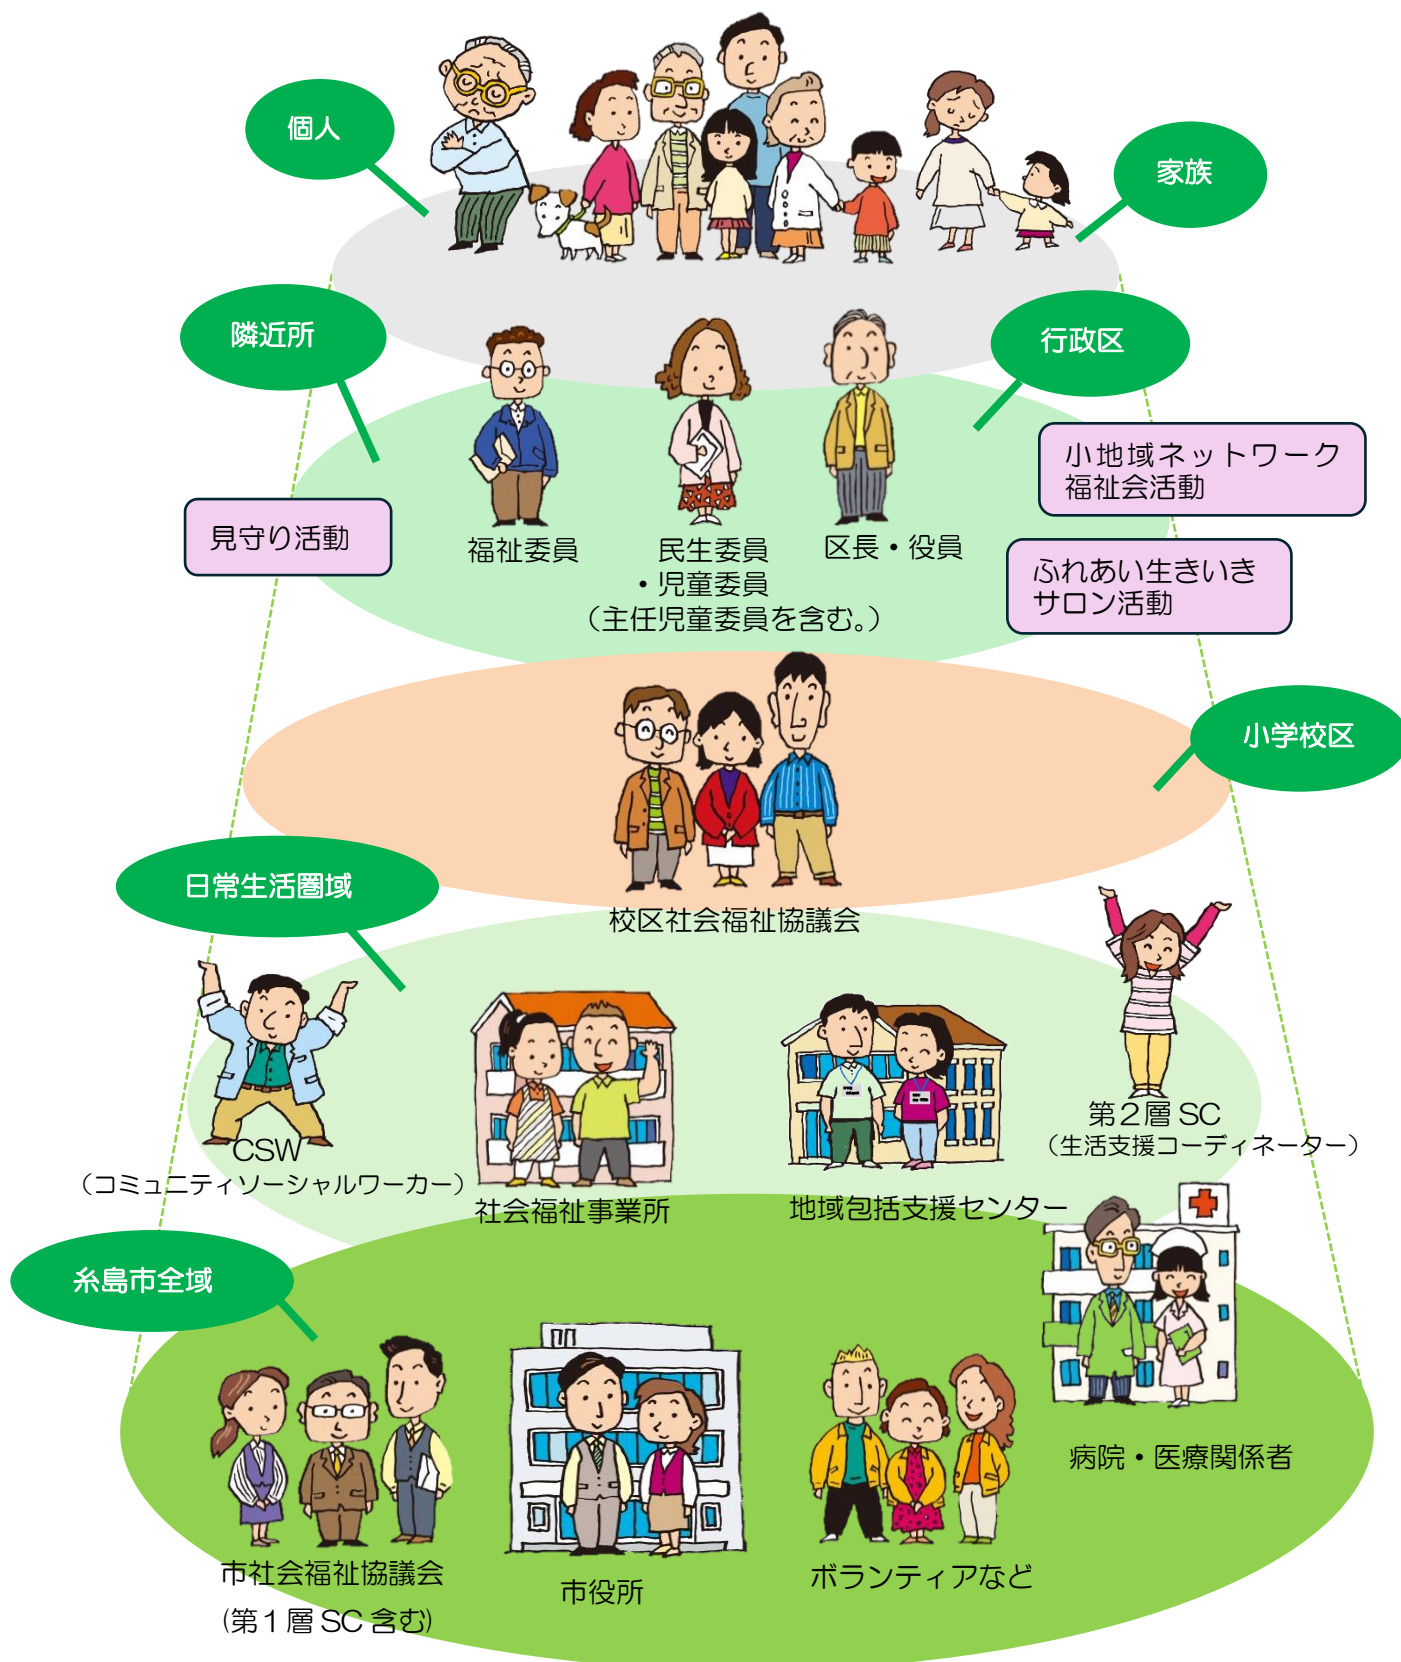 個人
家族
隣近所
行政区
小地域ネットワーク
福祉会活動
見守り活動
福祉委員
民生委員
・児童委員
（主任児童委員を含む。）
区長・役員
ふれあい生きいき
サロン活動
小学校区
校区社会福祉協議会
日常生活圏域
CSW
（コミュニティソーシャルワーカー）
社会福祉事業所
地域包括支援センター
第２層 SC
（生活支援コーディネーター）
糸島市全域
市社会福祉協議会
(第１層 SC 含む)
市役所
ボランティアなど
病院・医療関係者